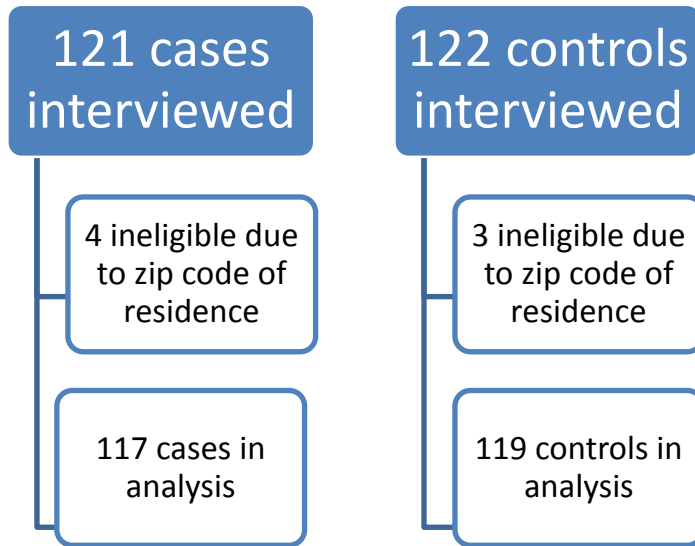 121 cases
interviewed
4 ineligible due
to zip code of
residence
117 cases in
analysis
122 controls
interviewed
3 ineligible due
to zip code of
residence
119 controls in
analysis